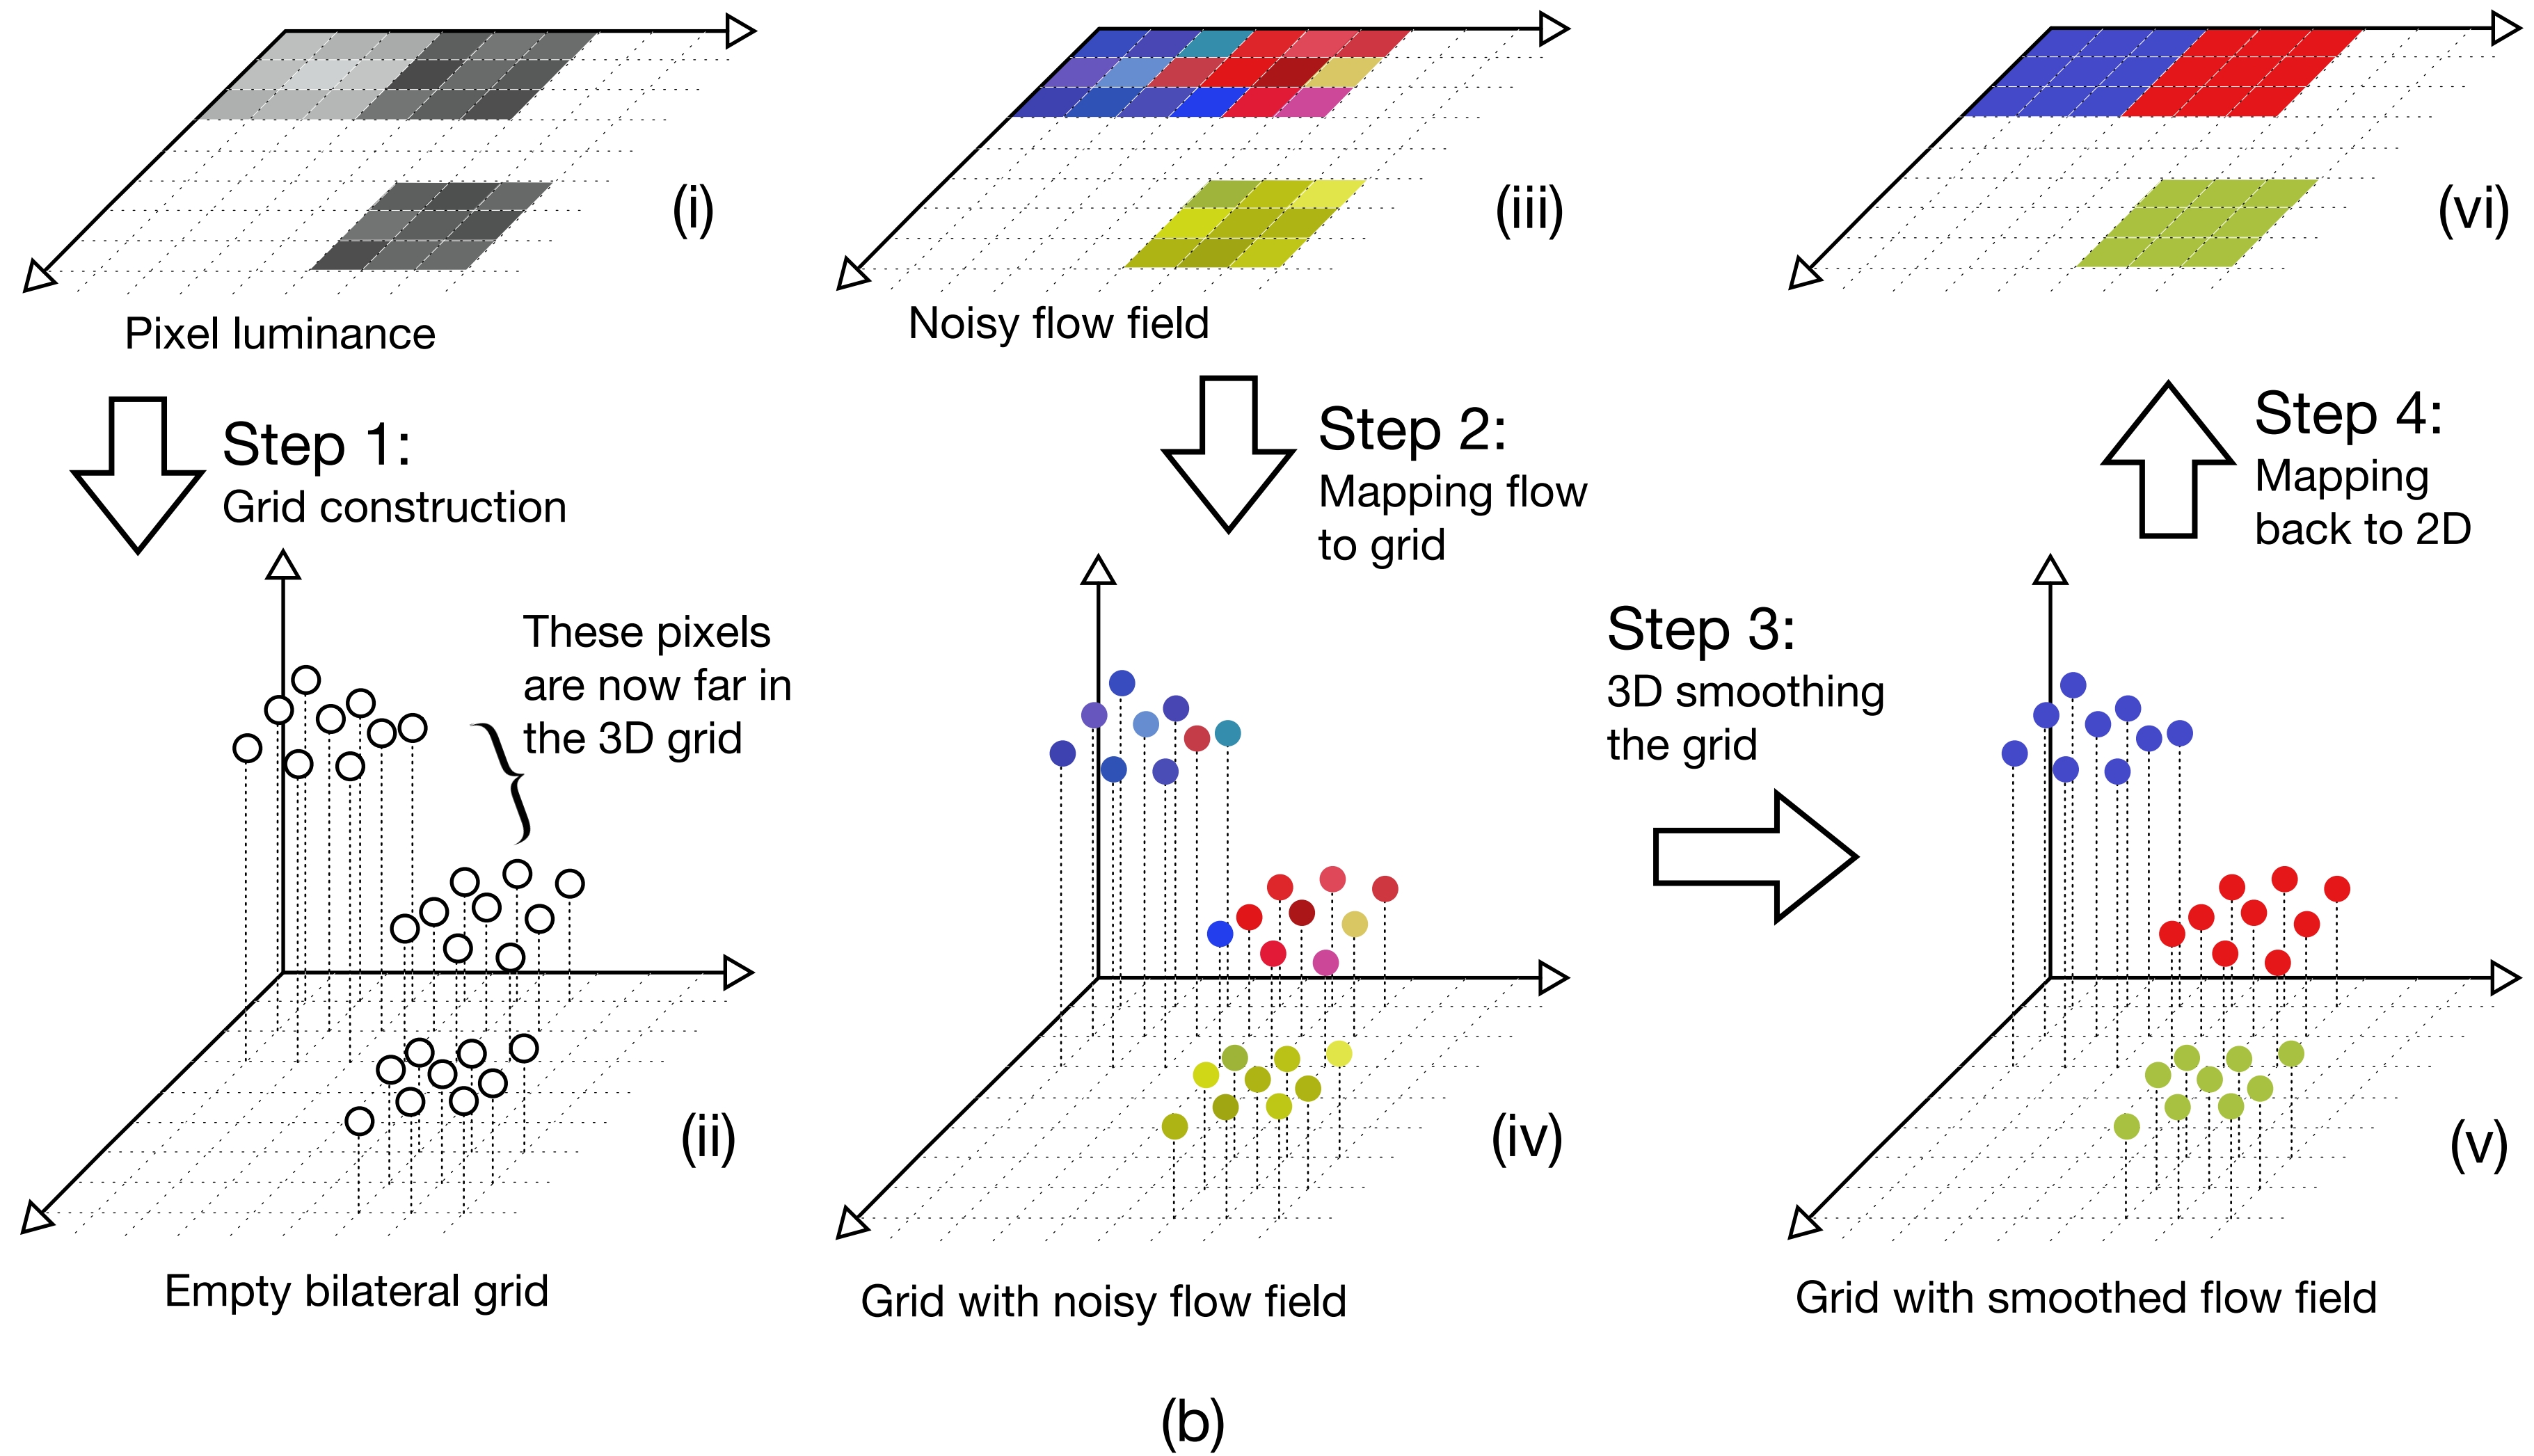 (i)
Pixel luminance
Step 1:
Grid construction
These pixels
are now far in
the 3D grid
(ii)
Empty bilateral grid
(iii)
Noisy flow field
Step 2:
Mapping flow
to grid
(iv)
Grid with noisy flow field
Step 3:
3D smoothing
the grid
(vi)
Step 4:
Mapping
back to 2D
(v)
Grid with smoothed flow field
(b)